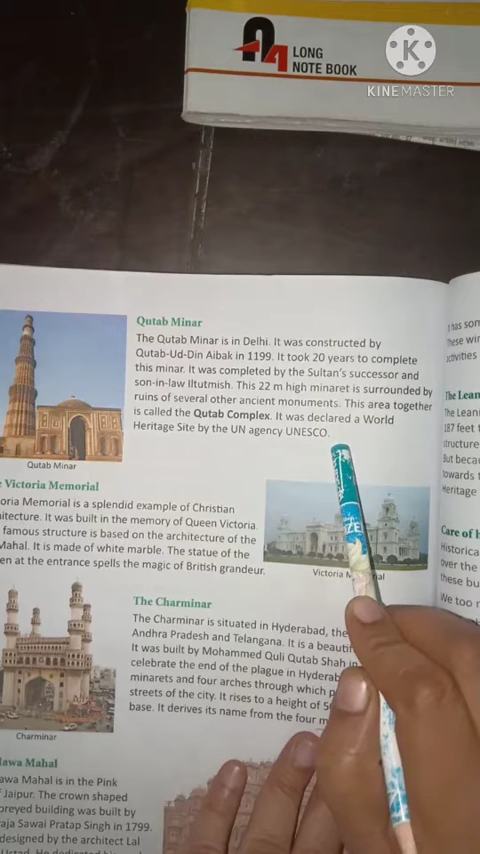 LONG
NOTE BOOK
KINEMASTER
Qutab Minar
The Qutab Minar is in Delhi. It was constructed by
Qutab-Ud-Din Aibak in 1199. It took 20 years to complete
this minar. It was completed by the Sultan's successor and
son-in-law Iltutmish. This 22 m high minaret is surrounded by
ruins of several other ancient monuments. This area together
is called the Qutab Complex. It was declared a World
Heritage Site by the UN agency UNESCO.
Qutab Minar
Victoria Memorial
oria Memorial is a splendid example of Christian
itecture. It was built in the memory of Queen Victoria.
famous structure is based on the architecture of the
Mahal. It is made of white marble. The statue of the
en at the entrance spells the magic of British grandeur.
Victoria M
The Charminar
The Charminar is situated in Hyderabad, the
Andhra Pradesh and Telangana. It is a beautif
It was built by Mohammed Quli Qutab Shah in
celebrate the end of the plague in Hyderab
minarets and four arches through which p
streets of the city. It rises to a height of 5
base. It derives its name from the four m
Charminar
Hawa Mahal
awa Mahal is in the Pink
Jaipur. The crown shaped
oreyed building was built by
raja Sawai Pratap Singh in 1799.
designed by the architect Lal
Ustad. He dedicated
t has son
These wir
activities
The Lean
The Leani
187 feet t
structure
But becau
towards t
Heritage
Care of h
Historica
over the
these bu
We too r